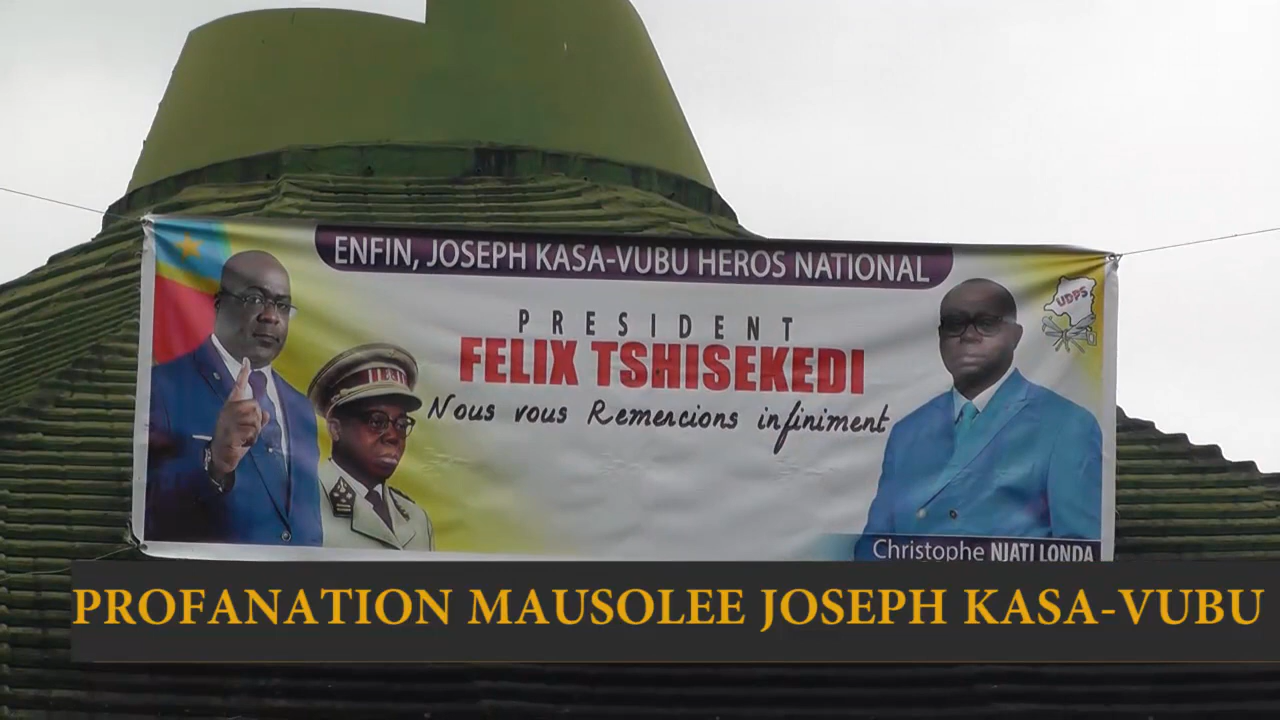 ENFIN, JOSEPH KASA-VUBU HEROS NATIONAL
UDPS
PRESIDENT
FELIX TSHISEKEDI
Nous vous Remercions infiniment
Christophe NJATI LONDA
PROFANATION MAUSOLEE JOSEPH KASA-VUBU